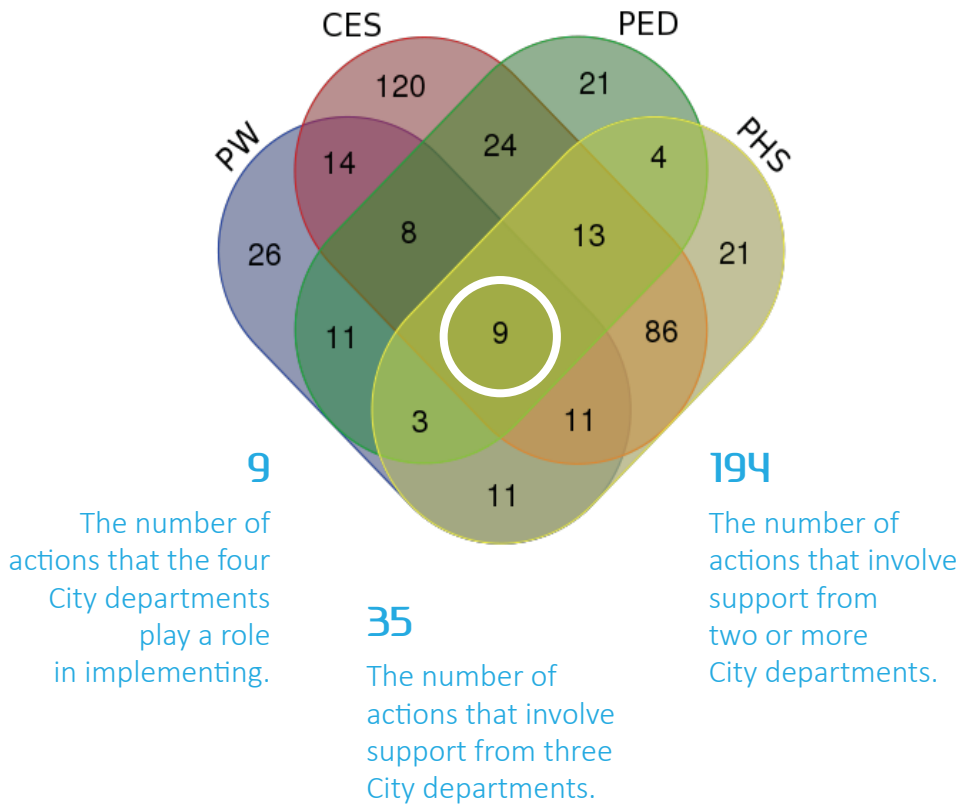 CES
PED
PW
PHS
120
21
14
24
4
26
8
13
21
11
9
86
3
11
11
9
The number of
actions that the four
City departments
play a role
in implementing.
35
The number of
actions that involve
support from three
City departments.
194
The number of
actions that involve
support from
two or more
City departments.